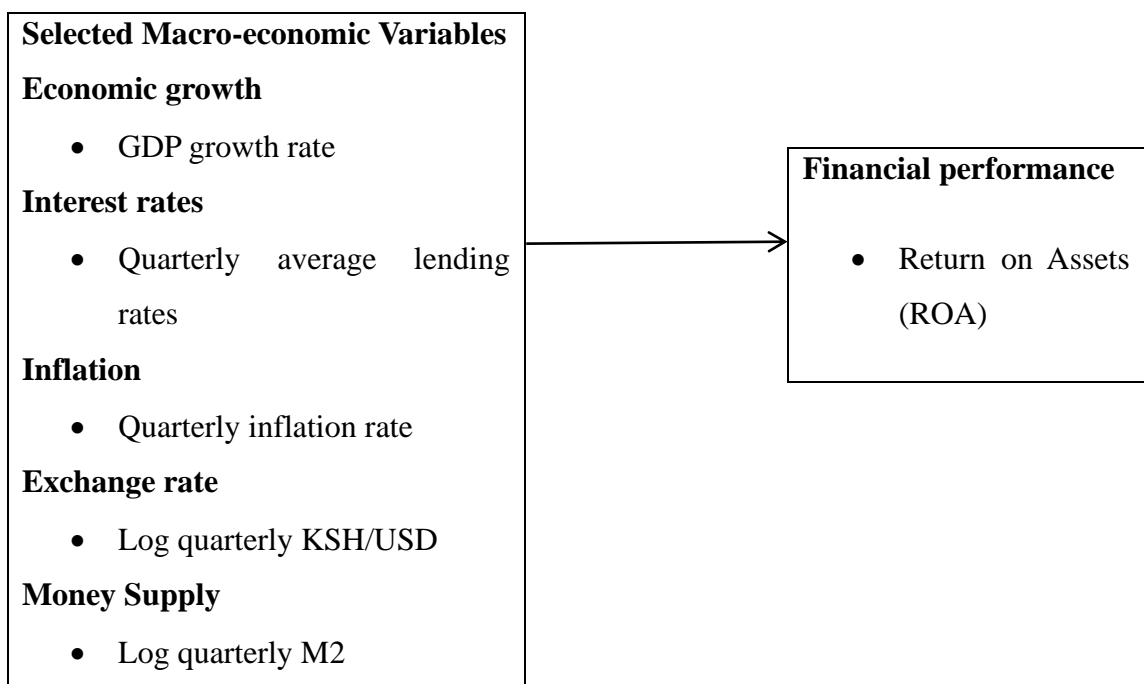 Selected Macro-economic Variables
Economic growth
• GDP growth rate
Interest rates
• Quarterly average lending
rates
Inflation
• Quarterly inflation rate
Exchange rate
• Log quarterly KSH/USD
Money Supply
• Log quarterly M2
Financial performance
• Return on Assets
(ROA)